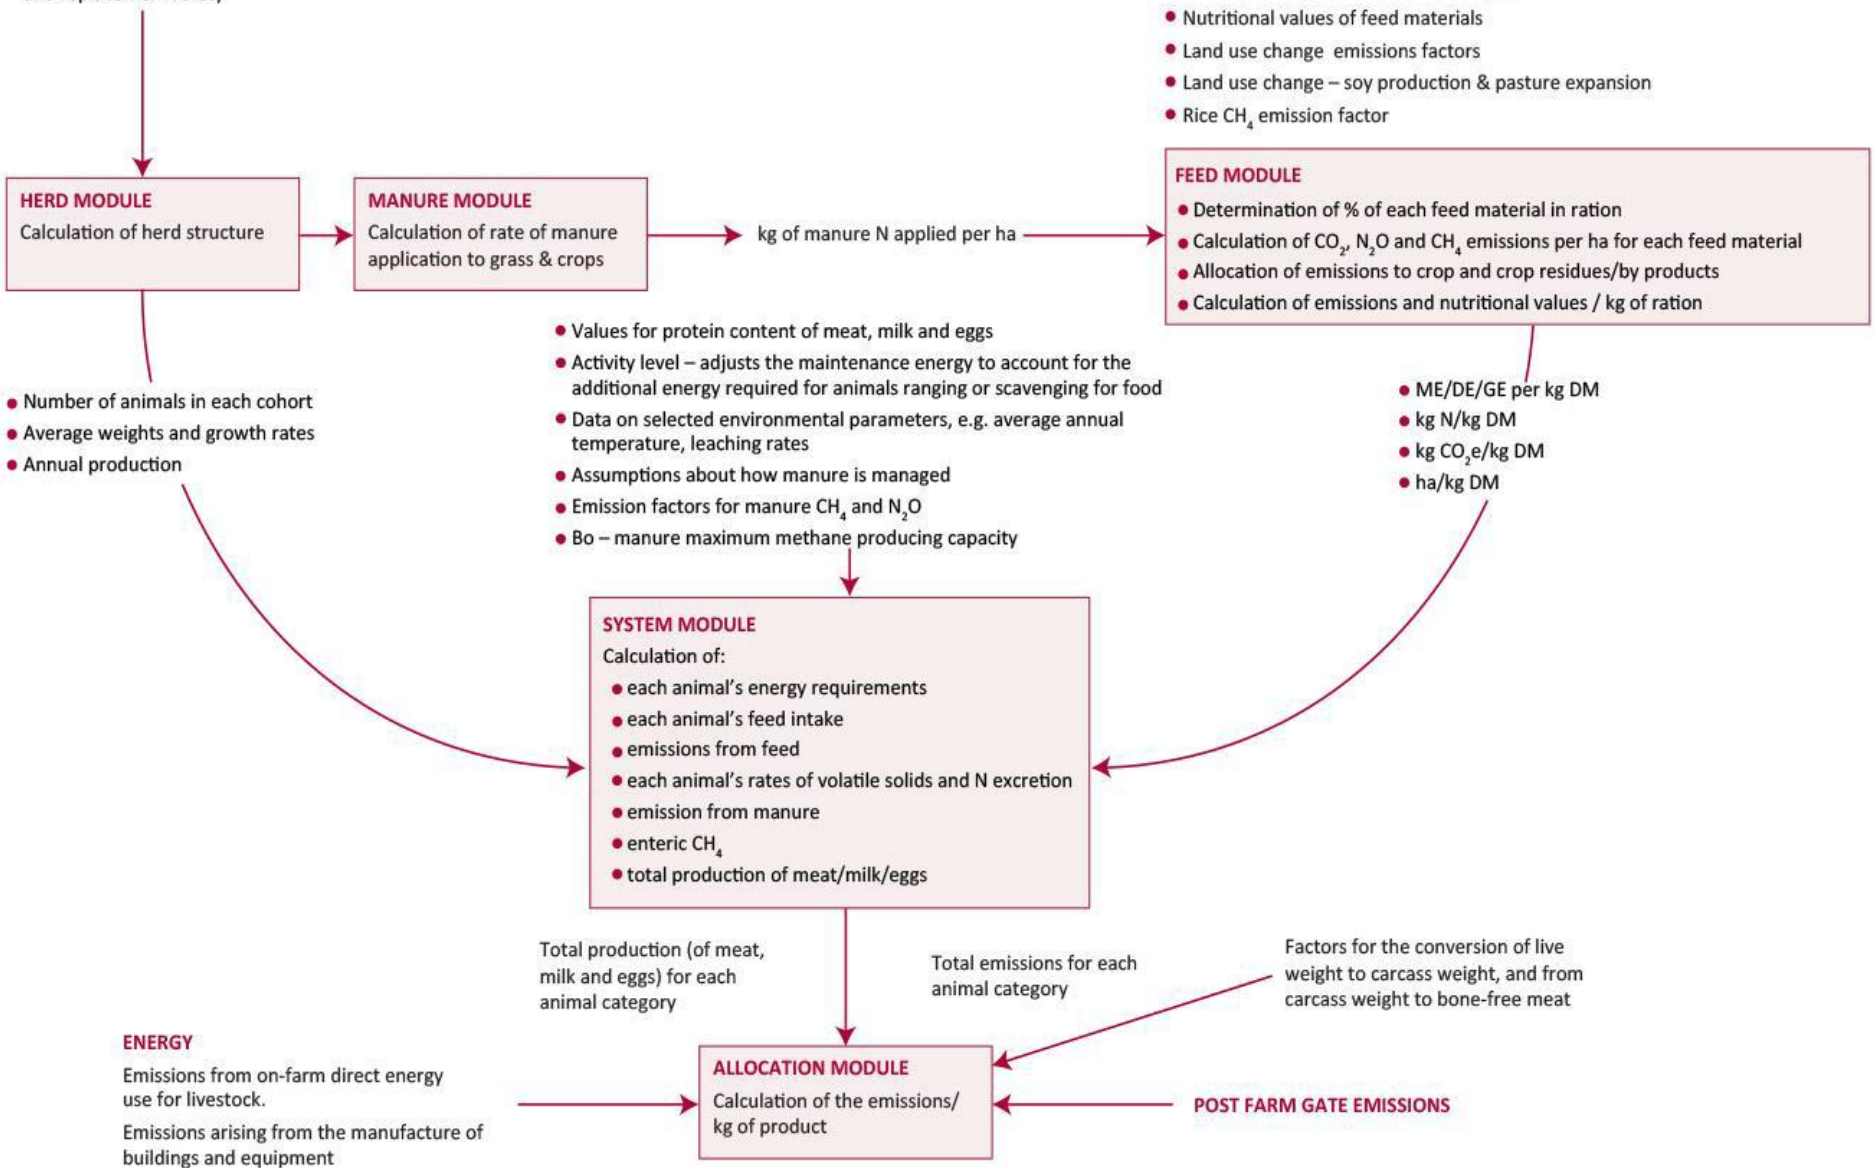 Nutritional values of feed materials
Land use change emissions factors
Land use change – soy production & pasture expansion
Rice CH₄ emission factor
HERD MODULE
Calculation of herd structure
MANURE MODULE
Calculation of rate of manure
application to grass & crops
kg of manure N applied per ha
FEED MODULE
Determination of % of each feed material in ration
Calculation of CO₂, N₂O and CH₄ emissions per ha for each feed material
Allocation of emissions to crop and crop residues/by products
Calculation of emissions and nutritional values / kg of ration
Number of animals in each cohort
Average weights and growth rates
Annual production
Values for protein content of meat, milk and eggs
Activity level – adjusts the maintenance energy to account for the
additional energy required for animals ranging or scavenging for food
Data on selected environmental parameters, e.g. average annual
temperature, leaching rates
Assumptions about how manure is managed
Emission factors for manure CH₄ and N₂O
Bo – manure maximum methane producing capacity
ME/DE/GE per kg DM
kg N/kg DM
kg CO₂e/kg DM
ha/kg DM
SYSTEM MODULE
Calculation of:
each animal's energy requirements
each animal's feed intake
emissions from feed
each animal's rates of volatile solids and N excretion
emission from manure
enteric CH₄
total production of meat/milk/eggs
Total production (of meat,
milk and eggs) for each
animal category
Total emissions for each
animal category
Factors for the conversion of live
weight to carcass weight, and from
carcass weight to bone-free meat
ENERGY
Emissions from on-farm direct energy
use for livestock.
Emissions arising from the manufacture of
buildings and equipment
ALLOCATION MODULE
Calculation of the emissions/
kg of product
POST FARM GATE EMISSIONS